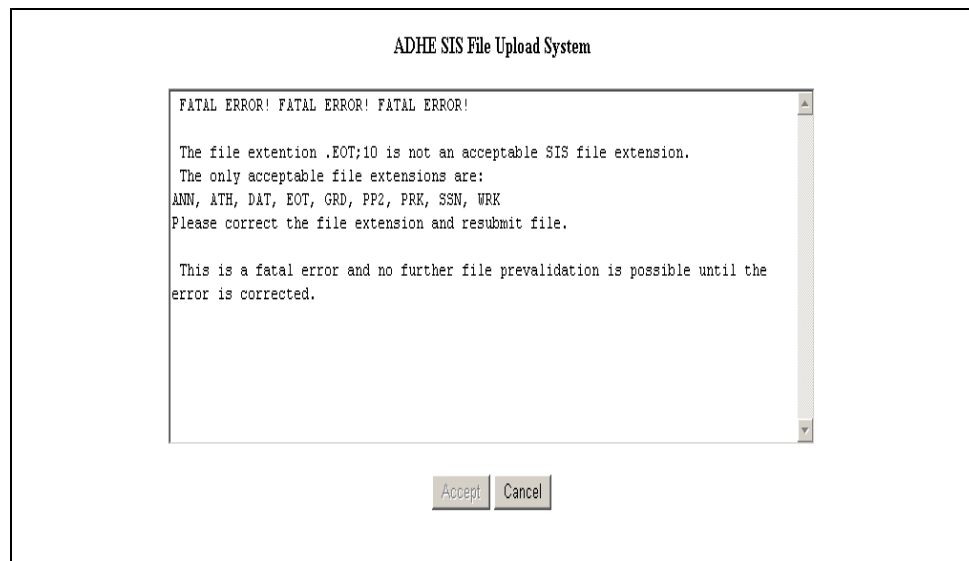 ADHE SIS File Upload System
FATAL ERROR! FATAL ERROR! FATAL ERROR!
The file extention .EOT;10 is not an acceptable SIS file extension.
The only acceptable file extensions are:
ANN, ATH, DAT, EOT, GRD, PP2, PRK, SSN, WRK
Please correct the file extension and resubmit file.
This is a fatal error and no further file prevalidation is possible until the
error is corrected.
Accept Cancel